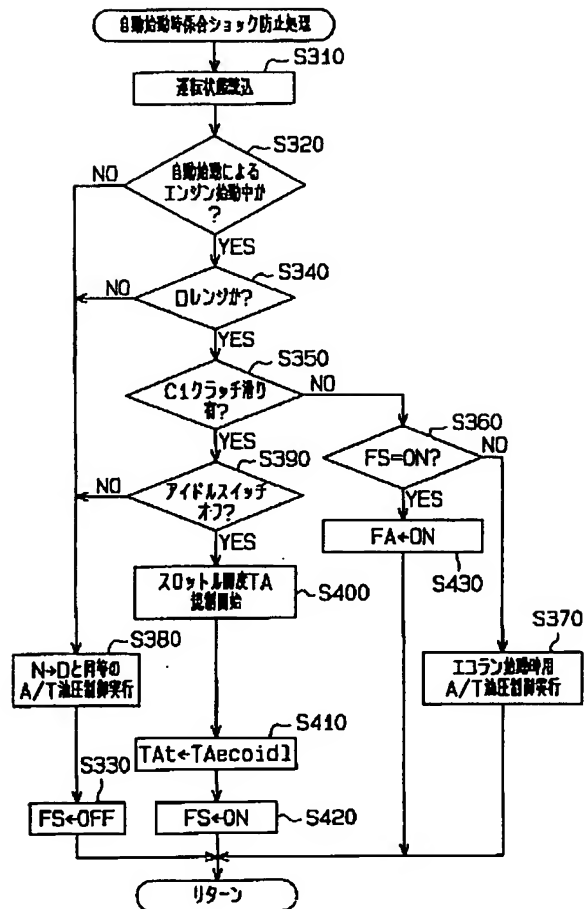 自動始動時係合ショック防止処理
S310
運転状態読込
S320
NO
自動始動による
エンジン始動中か
?
YES
S340
NO
Dレンジか?
YES
S350
C1クラッチ滑り
有?
NO
YES
S360
FS=ON?
NO
YES
S390
NO
アイドルスイッチ
オフ?
YES
FA←ON
S430
スロットル開度TA
規制開始
S400
S380
N→Dと同等の
A/T油圧制御実行
S370
エコラン始動時用
A/T油圧制御実行
S410
TAt←TAecoidl
S330
FS←OFF
FS←ON
S420
リターン